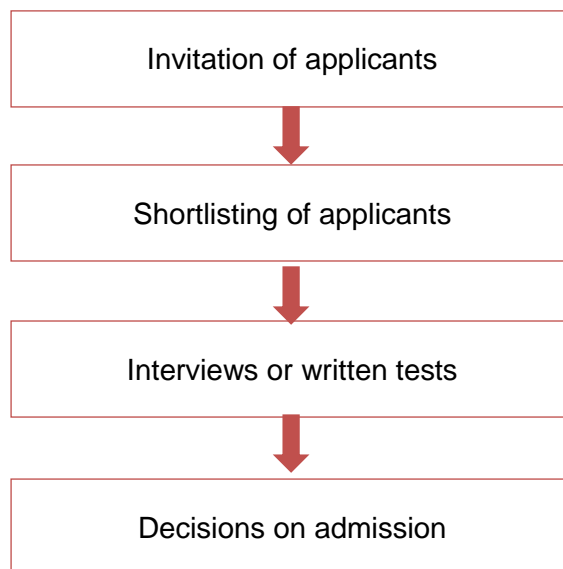 Invitation of applicants
Shortlisting of applicants
Interviews or written tests
Decisions on admission